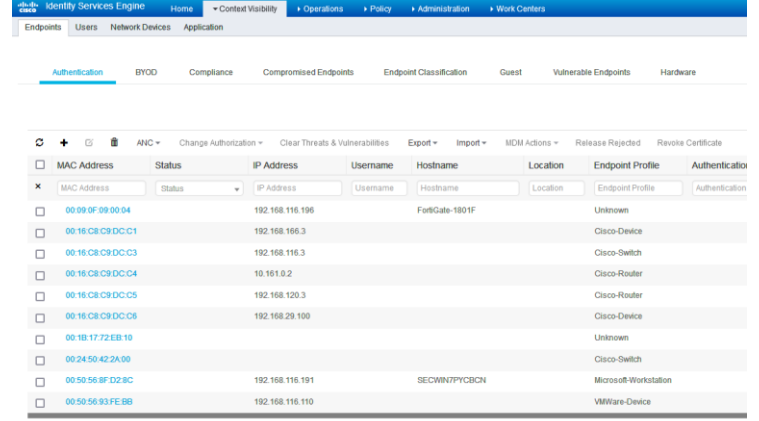 CISCO Identity Services Engine Home Context Visibility Operations Policy Administration Work Centers
Endpoints Users Network Devices Application
Authentication BYOD Compliance Compromised Endpoints Endpoint Classification Guest Vulnerable Endpoints Hardware
ANC Change Authorization Clear Threats & Vulnerabilities Export Import MDM Actions Release Rejected Revoke Certificate
MAC Address Status IP Address Username Hostname Location Endpoint Profile Authentication
MAC Address Status IP Address Username Hostname Location Endpoint Profile Authentication
00:09:0F:09:00:04 192.168.116.196 FortiGate-1801F Unknown
00:16:C8:C9:DC:C1 192.168.166.3 Cisco-Device
00:16:C8:C9:DC:C3 192.168.116.3 Cisco-Switch
00:16:C8:C9:DC:C4 10.161.0.2 Cisco-Router
00:16:C8:C9:DC:C5 192.168.120.3 Cisco-Router
00:16:C8:C9:DC:C6 192.168.29.100 Cisco-Device
00:1B:17:72:EB:10 Unknown
00:24:50:42:2A:00 Cisco-Switch
00:50:56:8F:D2:8C 192.168.116.191 SECWIN7PYCBCN Microsoft-Workstation
00:50:56:93:FE:BB 192.168.116.110 VMWare-Device